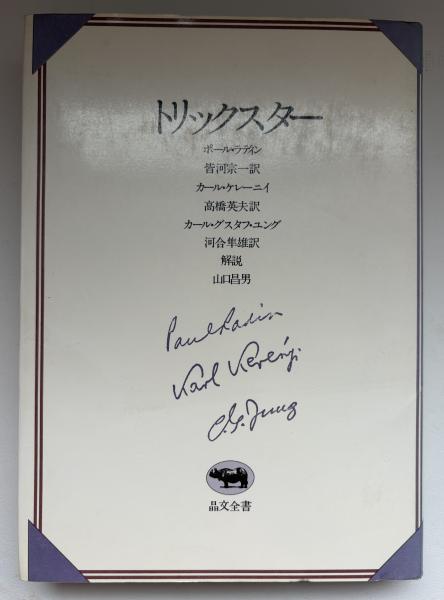 トリックスター
ポール・ラディン
皆河宗一訳
カール・ケレーニイ
高橋英夫訳
カール・グスタフ・ユング
河合隼雄訳
解説
山口昌男
Paul Radin
Karl Kerényi
C.G. Jung
晶文全書